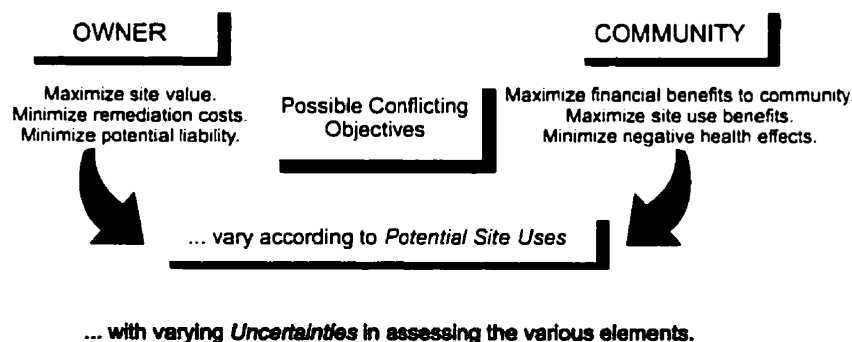 OWNER
COMMUNITY
Maximize site value.
Minimize remediation costs.
Minimize potential liability.
Possible Conflicting
Objectives
Maximize financial benefits to community.
Maximize site use benefits.
Minimize negative health effects.
... vary according to Potential Site Uses
... with varying Uncertainties in assessing the various elements.